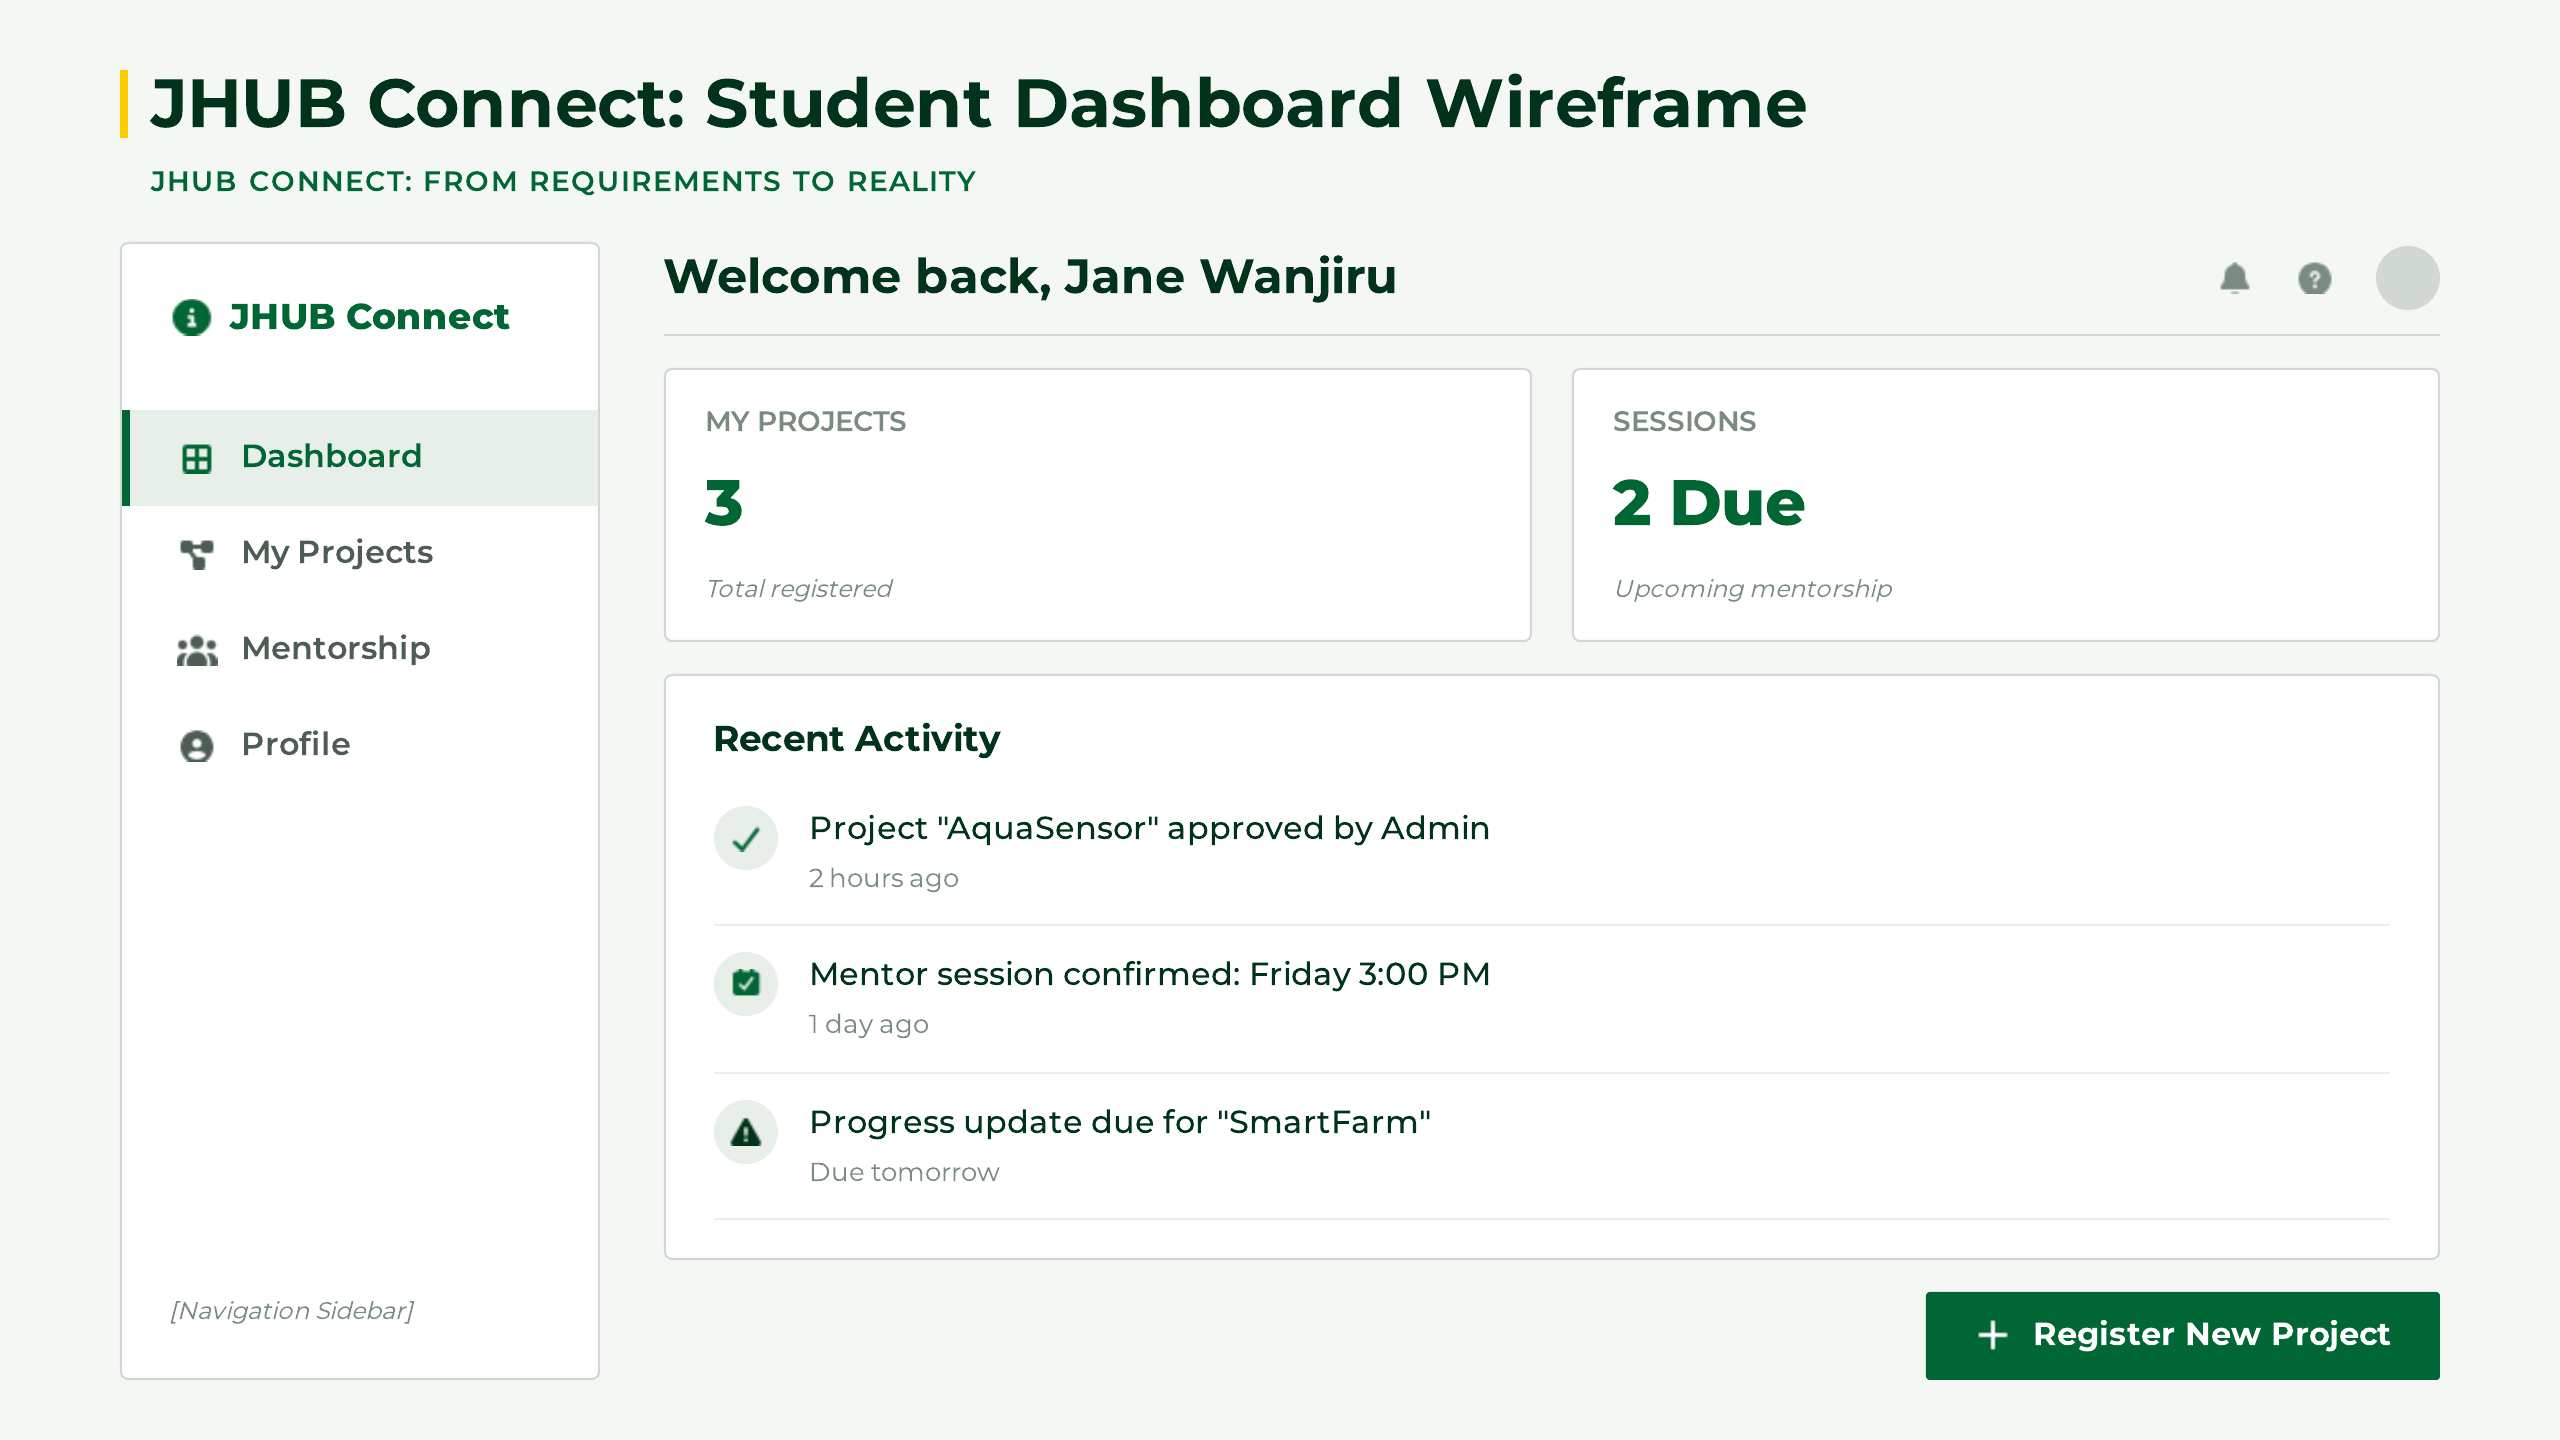 JHUB Connect: Student Dashboard Wireframe
JHUB CONNECT: FROM REQUIREMENTS TO REALITY
JHUB Connect
Dashboard
My Projects
Mentorship
Profile
[Navigation Sidebar]
Welcome back, Jane Wanjiru
MY PROJECTS
3
Total registered
SESSIONS
2 Due
Upcoming mentorship
Recent Activity
Project "AquaSensor" approved by Admin
2 hours ago
Mentor session confirmed: Friday 3:00 PM
1 day ago
Progress update due for "SmartFarm"
Due tomorrow
+ Register New Project